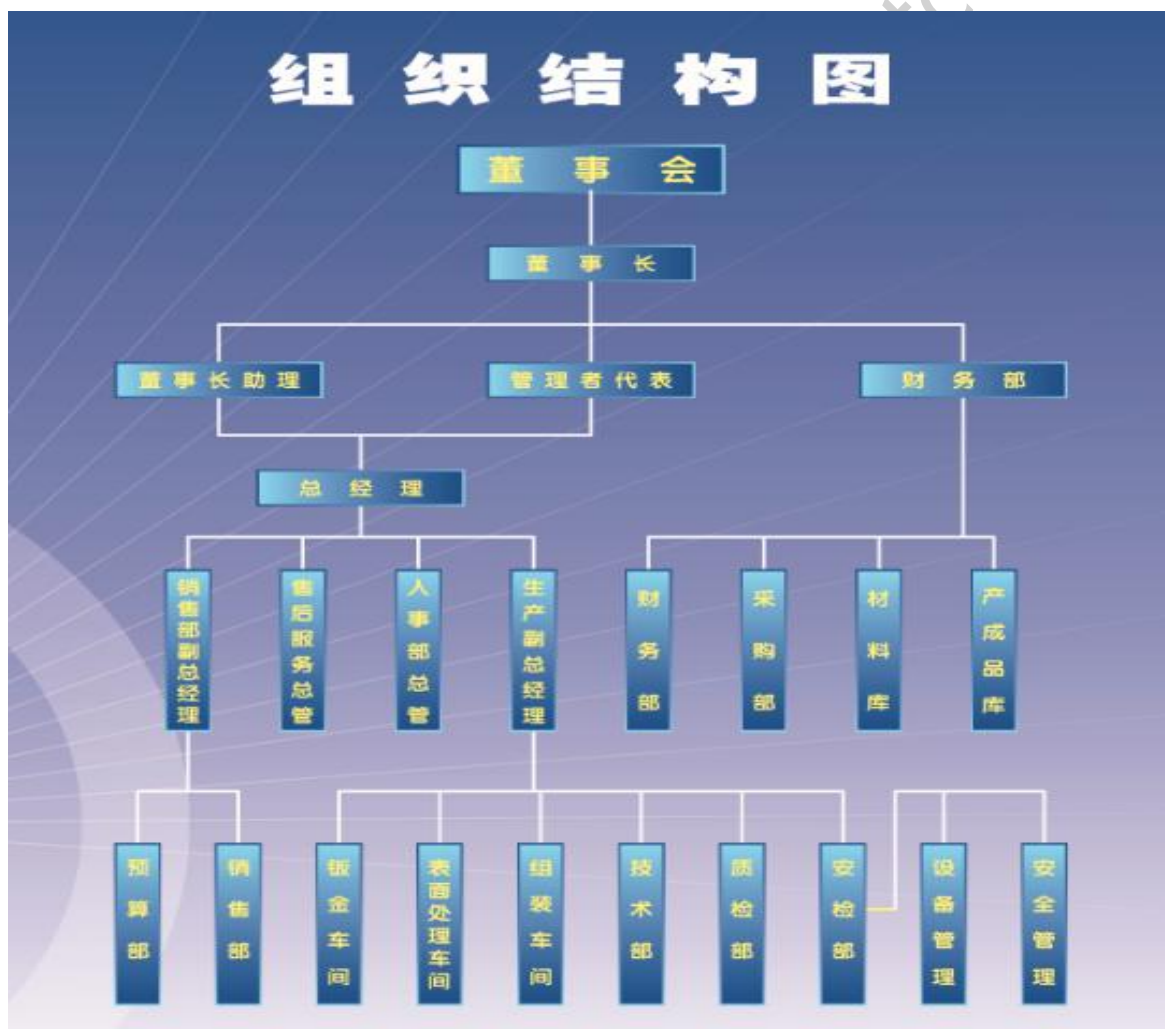 组织结构图
董事会
董事长
董事长助理
管理者代表
财务部
总经理
销售部副总经理
售后服务总管
人事部总管
生产副总经理
财务部
采购部
材料库
产成品库
预算部
销售部
钣金车间
表面处理车间
组装车间
技术部
质检部
安检部
设备管理
安全管理